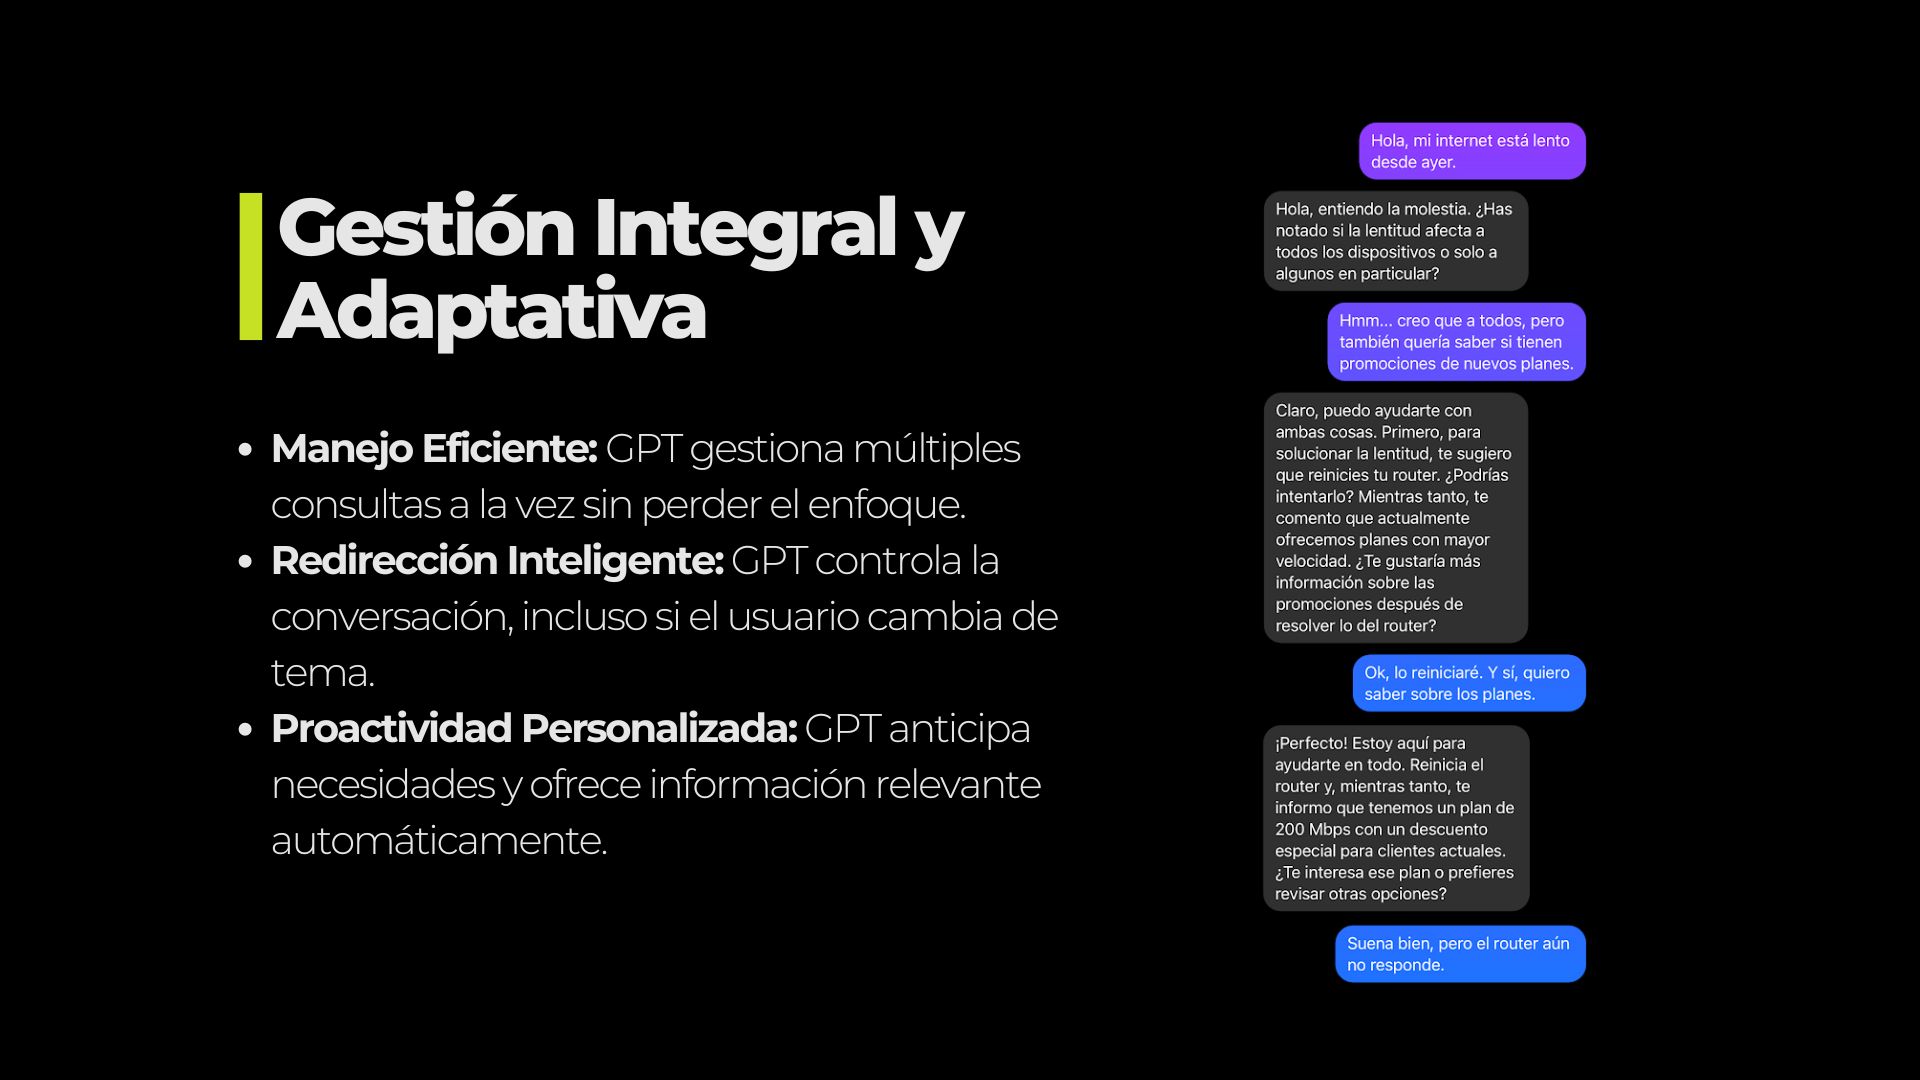 Gestión Integral y
Adaptativa
• Manejo Eficiente: GPT gestiona múltiples
consultas a la vez sin perder el enfoque.
• Redirección Inteligente: GPT controla la
conversación, incluso si el usuario cambia de
tema.
• Proactividad Personalizada: GPT anticipa
necesidades y ofrece información relevante
automáticamente.
Hola, mi internet está lento
desde ayer.
Hola, entiendo la molestia. ¿Has
notado si la lentitud afecta a
todos los dispositivos o solo a
algunos en particular?
Hmm... creo que a todos, pero
también quería saber si tienen
promociones de nuevos planes.
Claro, puedo ayudarte con
ambas cosas. Primero, para
solucionar la lentitud, te sugiero
que reinicies tu router. ¿Podrías
intentarlo? Mientras tanto, te
comento que actualmente
ofrecemos planes con mayor
velocidad. ¿Te gustaría más
información sobre las
promociones después de
resolver lo del router?
Ok, lo reiniciaré. Y sí, quiero
saber sobre los planes.
¡Perfecto! Estoy aquí para
ayudarte en todo. Reinicia el
router y, mientras tanto, te
informo que tenemos un plan de
200 Mbps con un descuento
especial para clientes actuales.
¿Te interesa ese plan o prefieres
revisar otras opciones?
Suena bien, pero el router aún
no responde.